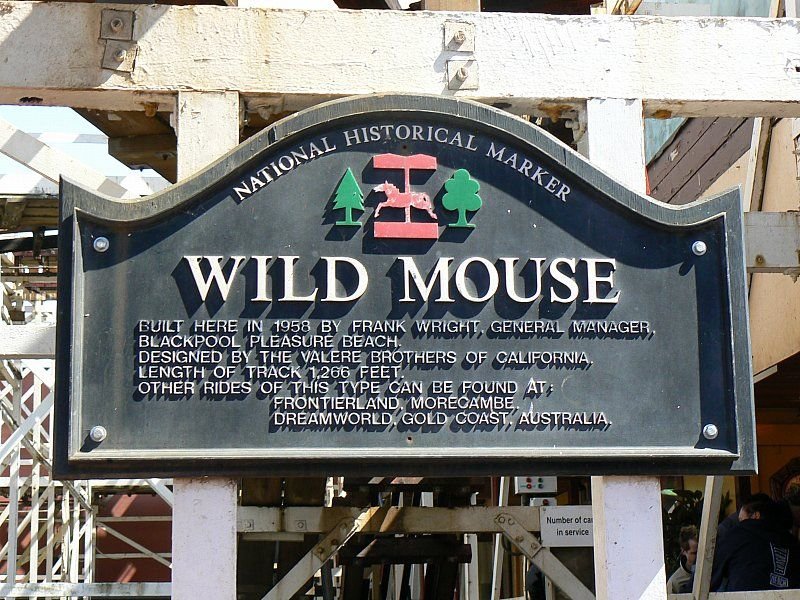 NATIONAL HISTORICAL MARKER
WILD MOUSE
BUILT HERE IN 1958 BY FRANK WRIGHT, GENERAL MANAGER,
BLACKPOOL PLEASURE BEACH.
DESIGNED BY THE VALERE BROTHERS OF CALIFORNIA.
LENGTH OF TRACK 1,266 FEET.
OTHER RIDES OF THIS TYPE CAN BE FOUND AT:
FRONTIERLAND, MORECAMBE,
DREAMWORLD, GOLD COAST, AUSTRALIA.
Number of
in service